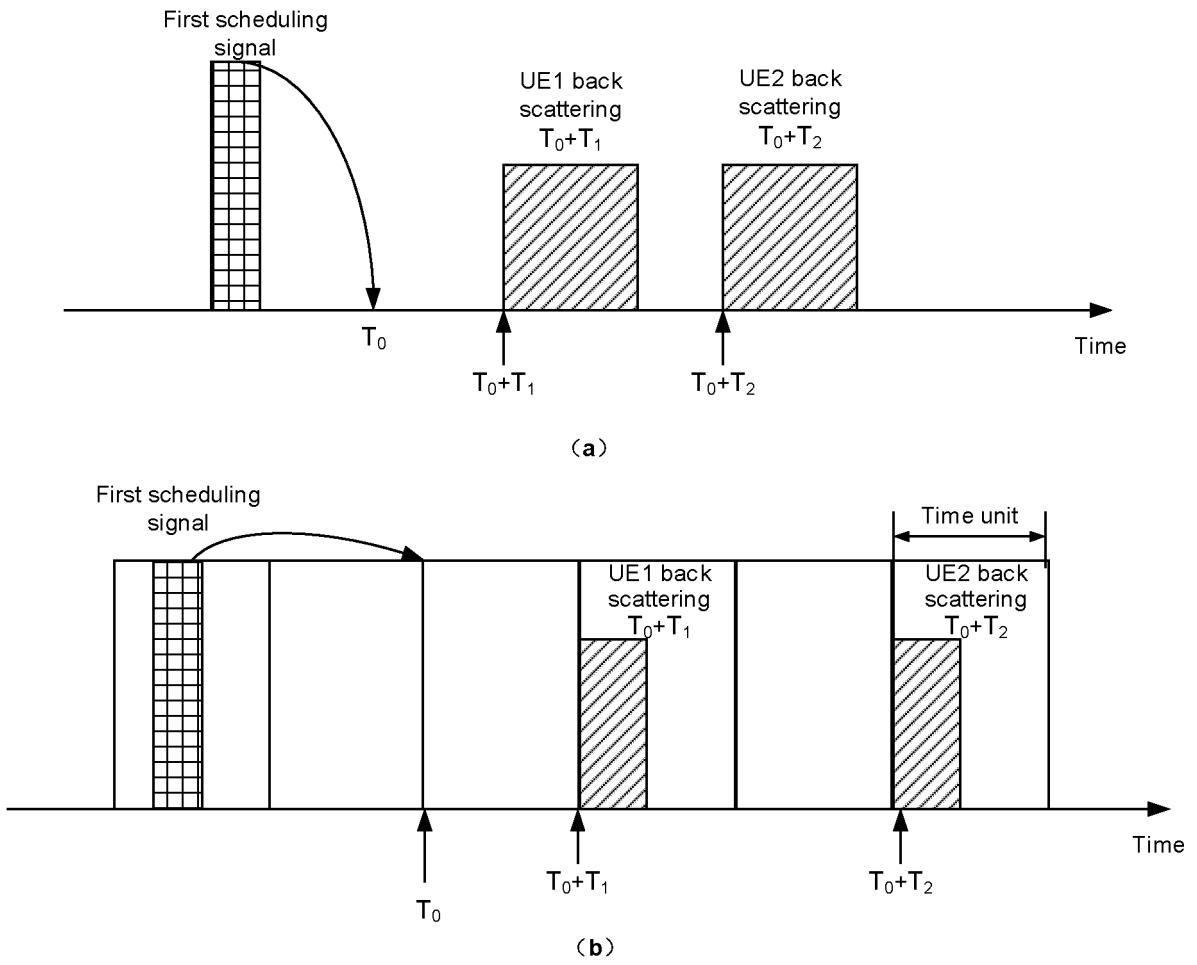 First scheduling
signal
UE1 back
scattering
T₀+T₁
UE2 back
scattering
T₀+T₂
T₀
Time
T₀+T₁
T₀+T₂
（a）
First scheduling
signal
Time unit
UE1 back
scattering
T₀+T₁
UE2 back
scattering
T₀+T₂
Time
T₀+T₁
T₀+T₂
T₀
（b）